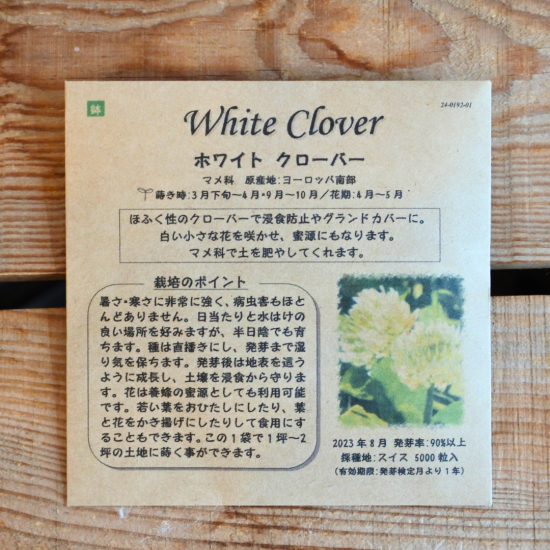 鉢
24-0192-01
White Clover
ホワイト クローバー
マメ科 原産地:ヨーロッパ南部
蒔き時:3月下旬～4月・9月～10月/花期:4月～5月
ほふく性のクローバーで浸食防止やグランドカバーに。
白い小さな花を咲かせ、蜜源にもなります。
マメ科で土を肥やしてくれます。
栽培のポイント
暑さ・寒さに非常に強く、病虫害もほと
んどありません。日当たりと水はけの
良い場所を好みますが、半日陰でも育
ちます。種は直播きにし、発芽まで湿
り気を保ちます。発芽後は地表を這う
ように成長し、土壌を浸食から守りま
す。花は養蜂の蜜源としても利用可能
です。若い葉をおひたしにしたり、葉
と花をかき揚げにしたりして食用にす
ることもできます。この1袋で1坪～2
坪の土地に蒔く事ができます。
2023年8月 発芽率:90%以上
採種地:スイス 5000粒入
(有効期限:発芽検定月より1年)